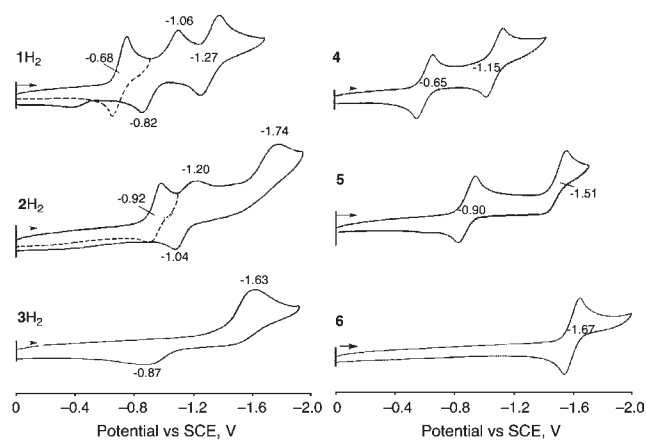 1H2
-0.68
-1.06
-1.27
-0.82
2H2
-0.92
-1.20
-1.74
-1.04
3H2
-1.63
-0.87
0 –0.4 –0.8 –1.2 –1.6 –2.0
Potential vs SCE, V
4
-0.65
-1.15
5
-0.90
-1.51
6
-1.67
0 –0.4 –0.8 –1.2 –1.6 –2.0
Potential vs SCE, V